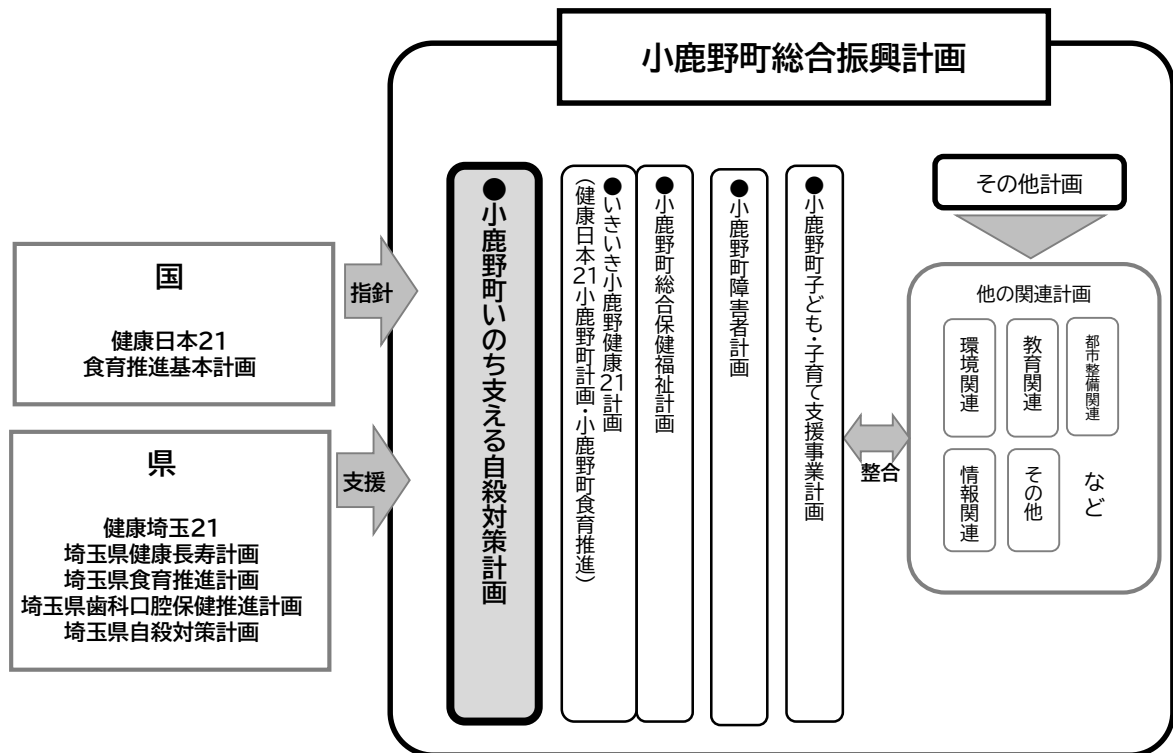 小鹿野町総合振興計画
国
健康日本21
食育推進基本計画
指針
県
健康埼玉21
埼玉県健康長寿計画
埼玉県食育推進計画
埼玉県歯科口腔保健推進計画
埼玉県自殺対策計画
支援
●小鹿野町いのち支える自殺対策計画
●いきいき小鹿野健康21計画
(健康日本21小鹿野町計画・小鹿野町食育推進)
●小鹿野町総合保健福祉計画
●小鹿野町障害者計画
●小鹿野町子ども・子育て支援事業計画
整合
その他計画
他の関連計画
環境関連
教育関連
都市整備関連
情報関連
その他
など